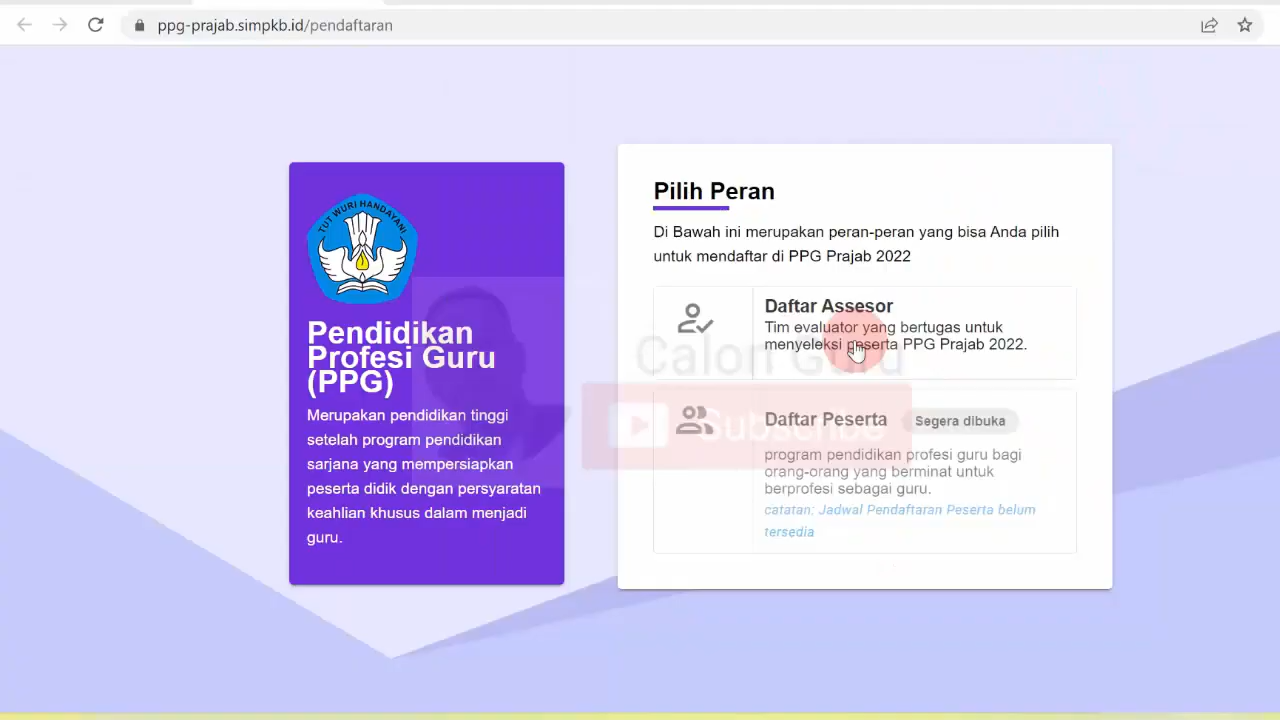 ppg-prajab.simpkb.id/pendaftaran
TUT WURI HANDAYANI
Pendidikan
Profesi Guru
(PPG)
Merupakan pendidikan tinggi
setelah program pendidikan
sarjana yang mempersiapkan
peserta didik dengan persyaratan
keahlian khusus dalam menjadi
guru.
Pilih Peran
Di Bawah ini merupakan peran-peran yang bisa Anda pilih
untuk mendaftar di PPG Prajab 2022
Daftar Assesor
Tim evaluator yang bertugas untuk
menyeleksi peserta PPG Prajab 2022.
Calon Guru
Subscribe
Daftar Peserta Segera dibuka
program pendidikan profesi guru bagi
orang-orang yang berminat untuk
berprofesi sebagai guru.
catatan: Jadwal Pendaftaran Peserta belum
tersedia